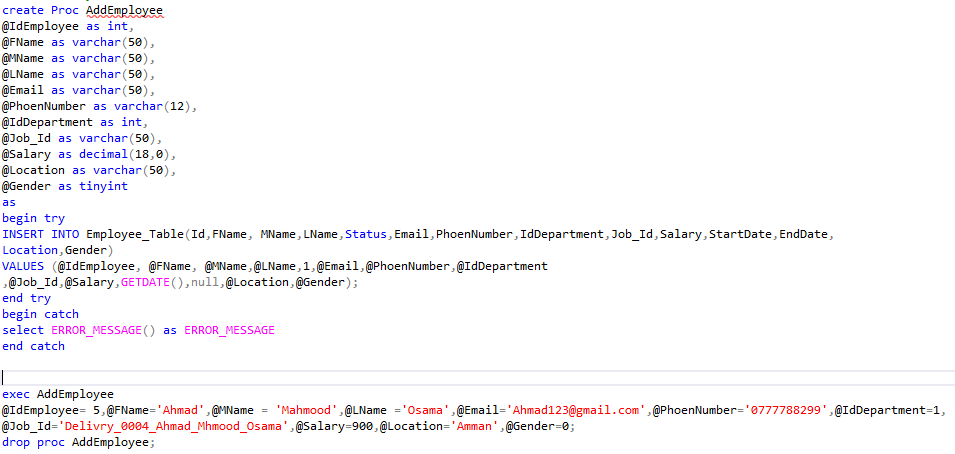 create Proc AddEmployee
@IdEmployee as int,
@FName as varchar(50),
@MName as varchar(50),
@LName as varchar(50),
@Email as varchar(50),
@PhoenNumber as varchar(12),
@IdDepartment as int,
@Job_Id as varchar(50),
@Salary as decimal(18,0),
@Location as varchar(50),
@Gender as tinyint
as
begin try
INSERT INTO Employee_Table(Id,FName, MName,LName,Status,Email,PhoenNumber,IdDepartment,Job_Id,Salary,StartDate,EndDate,
Location,Gender)
VALUES (@IdEmployee, @FName, @MName,@LName,1,@Email,@PhoenNumber,@IdDepartment
,@Job_Id,@Salary,GETDATE(),null,@Location,@Gender);
end try
begin catch
select ERROR_MESSAGE() as ERROR_MESSAGE
end catch
exec AddEmployee
@IdEmployee= 5,@FName='Ahmad',@MName = 'Mahmood',@LName ='Osama',@Email='Ahmad123@gmail.com',@PhoenNumber='0777788299',@IdDepartment=1,
@Job_Id='Delivry_0004_Ahmad_Mhmood_Osama',@Salary=900,@Location='Amman',@Gender=0;
drop proc AddEmployee;